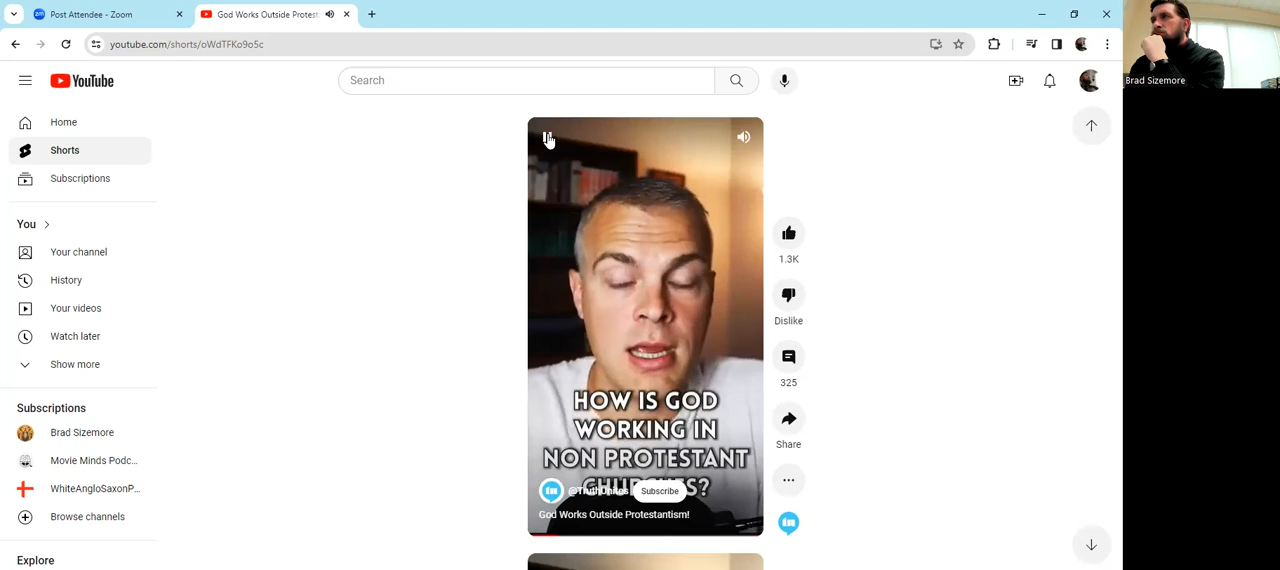 Post Attendee - Zoom
God Works Outside Protest
youtube.com/shorts/oWdTFKo9o5c
YouTube
Search
Home
Shorts
Subscriptions
You
Your channel
History
Your videos
Watch later
Show more
Subscriptions
Brad Sizemore
Movie Minds Podc...
WhiteAngloSaxonP...
Browse channels
Explore
HOW IS GOD
WORKING IN
NON PROTESTANT
CHURCHES?
@TruthUnites
Subscribe
God Works Outside Protestantism!
1.3K
Dislike
325
Share
Brad Sizemore